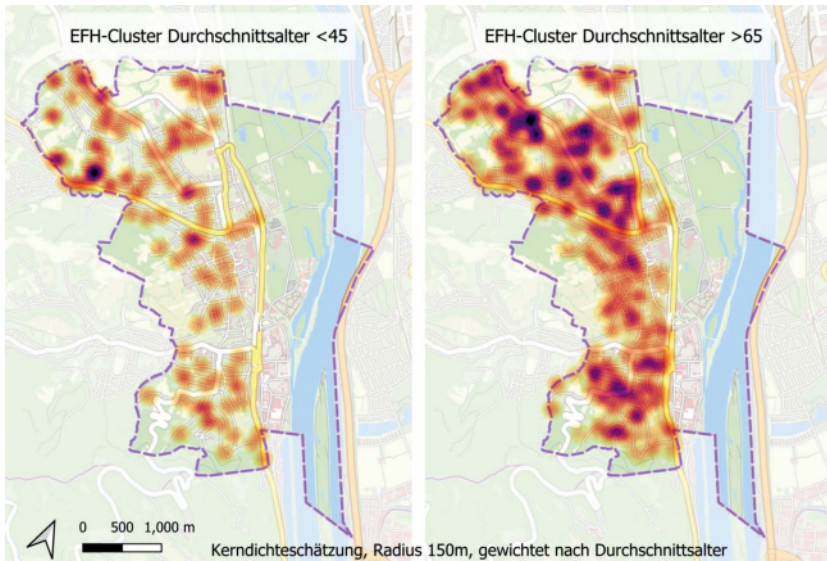 EFH-Cluster Durchschnittsalter <45
EFH-Cluster Durchschnittsalter >65
0 500 1,000 m
Kerndichteschätzung, Radius 150m, gewichtet nach Durchschnittsalter